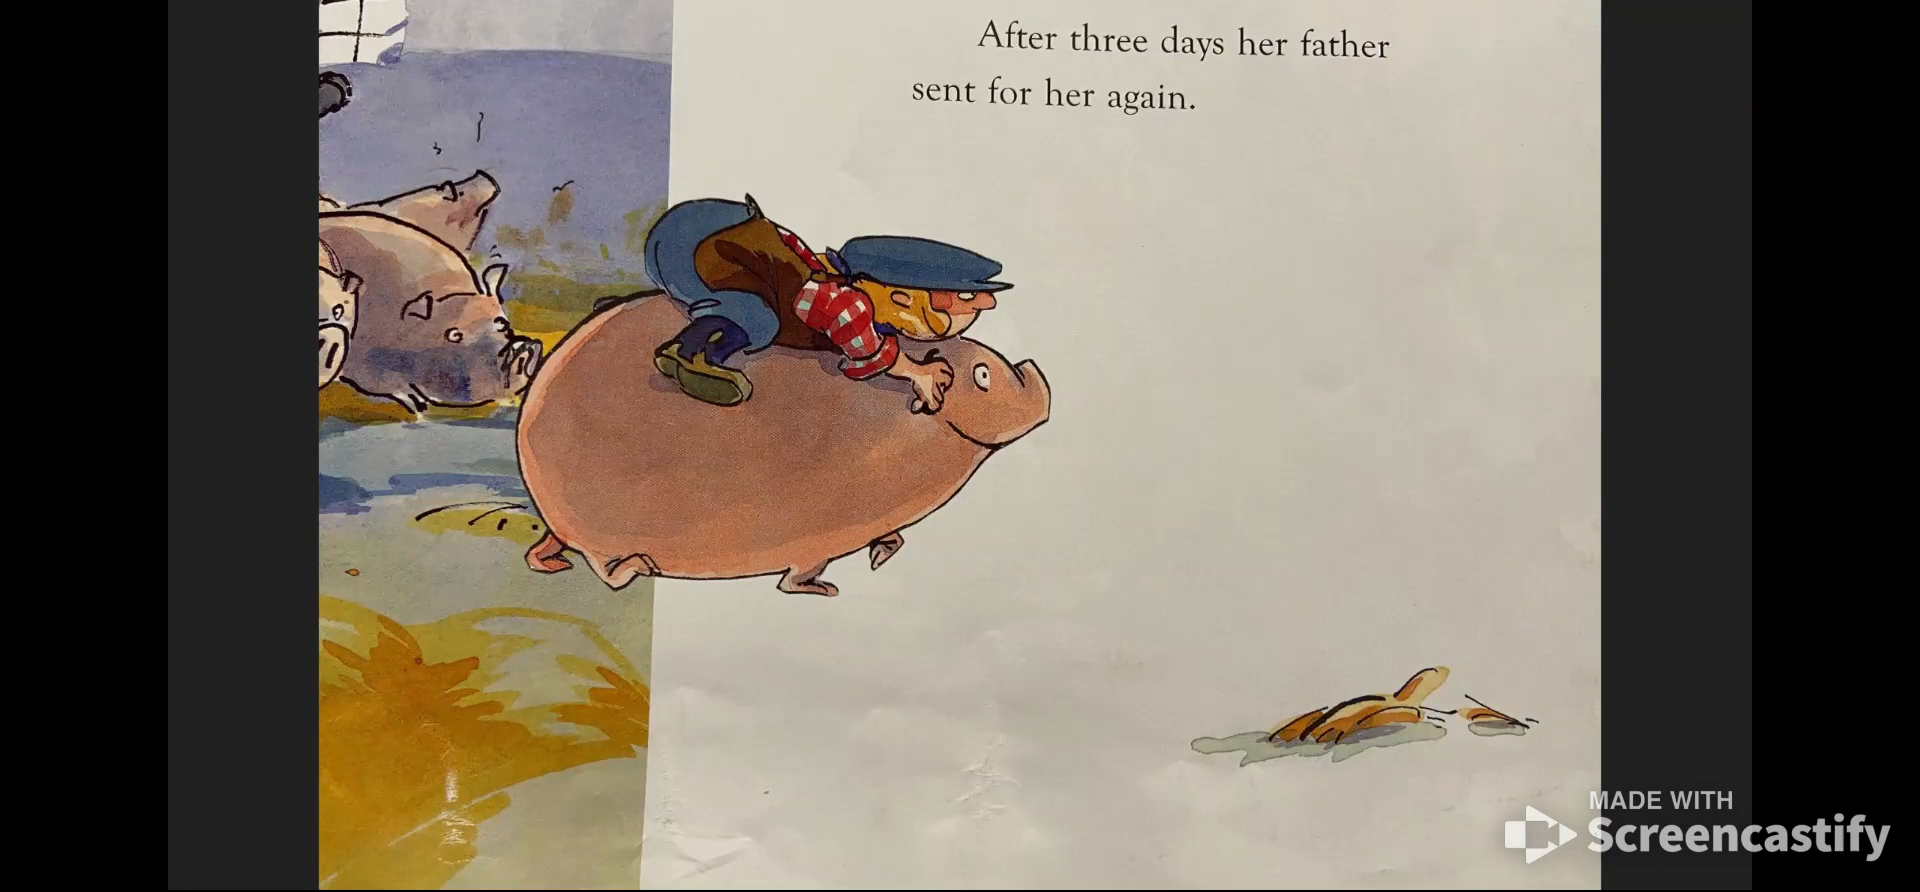 After three days her father
sent for her again.
MADE WITH
Screencastify